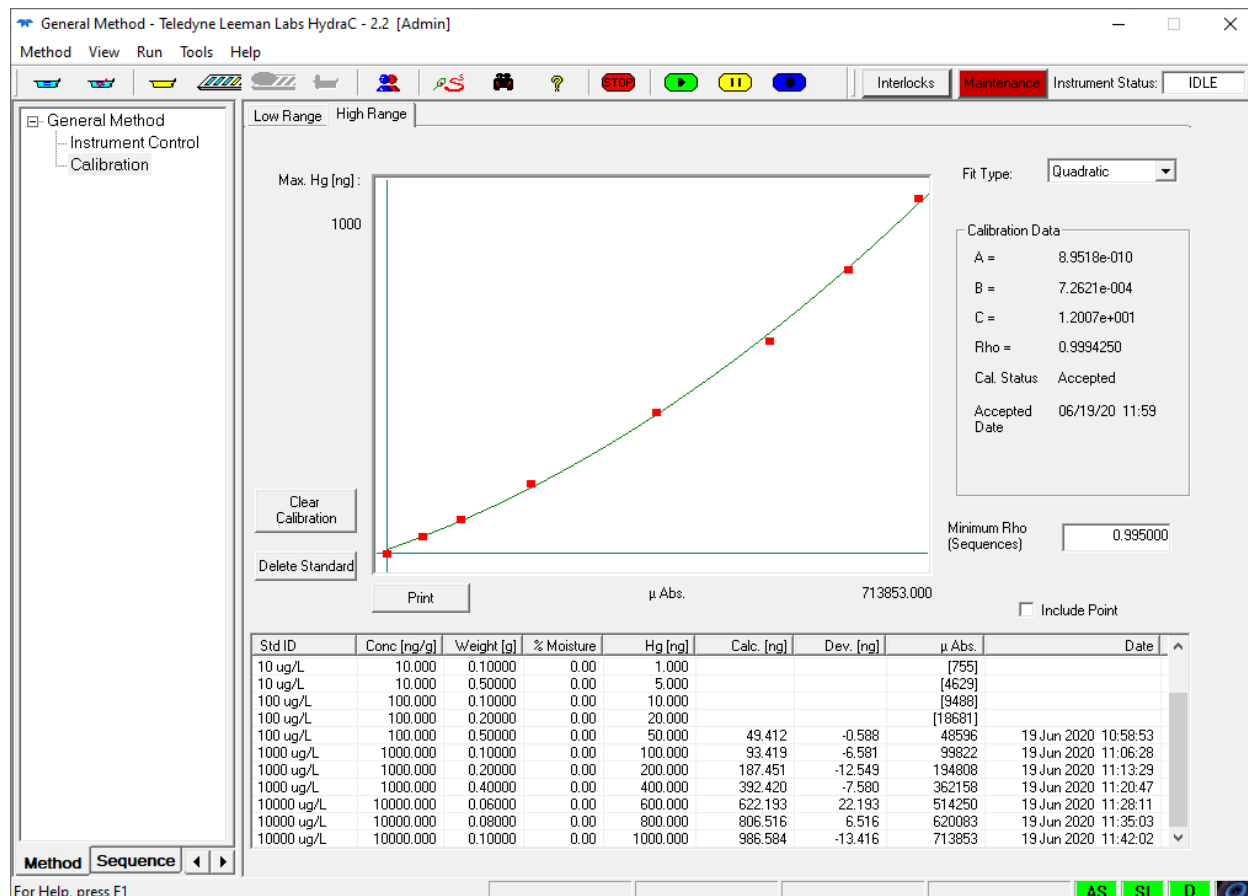 General Method - Teledyne Leeman Labs HydraC - 2.2 [Admin]
Method View Run Tools Help
STOP Interlocks Maintenance Instrument Status: IDLE
General Method
Instrument Control
Calibration
Low Range High Range
Max. Hg [ng] :
1000
Fit Type: Quadratic
Calibration Data
A = 8.9518e-010
B = 7.2621e-004
C = 1.2007e+001
Rho = 0.9994250
Cal. Status Accepted
Accepted Date 06/19/20 11:59
Clear Calibration
Delete Standard
Minimum Rho (Sequences) 0.995000
Print
µ Abs. 713853.000
Include Point
Std ID Conc [ng/g] Weight [g] % Moisture Hg [ng] Calc. [ng] Dev. [ng] µ Abs. Date
10 ug/L 10.000 0.10000 0.00 1.000 [755]
10 ug/L 10.000 0.50000 0.00 5.000 [4629]
100 ug/L 100.000 0.10000 0.00 10.000 [9488]
100 ug/L 100.000 0.20000 0.00 20.000 [18681]
100 ug/L 100.000 0.50000 0.00 50.000 49.412 -0.588 48596 19 Jun 2020 10:58:53
1000 ug/L 1000.000 0.10000 0.00 100.000 93.419 -6.581 99822 19 Jun 2020 11:06:28
1000 ug/L 1000.000 0.20000 0.00 200.000 187.451 -12.549 194808 19 Jun 2020 11:13:29
1000 ug/L 1000.000 0.40000 0.00 400.000 392.420 -7.580 362158 19 Jun 2020 11:20:47
10000 ug/L 10000.000 0.06000 0.00 600.000 622.193 22.193 514250 19 Jun 2020 11:28:11
10000 ug/L 10000.000 0.08000 0.00 800.000 806.516 6.516 620083 19 Jun 2020 11:35:03
10000 ug/L 10000.000 0.10000 0.00 1000.000 986.584 -13.416 713853 19 Jun 2020 11:42:02
Method Sequence
For Help, press F1 AS SL D